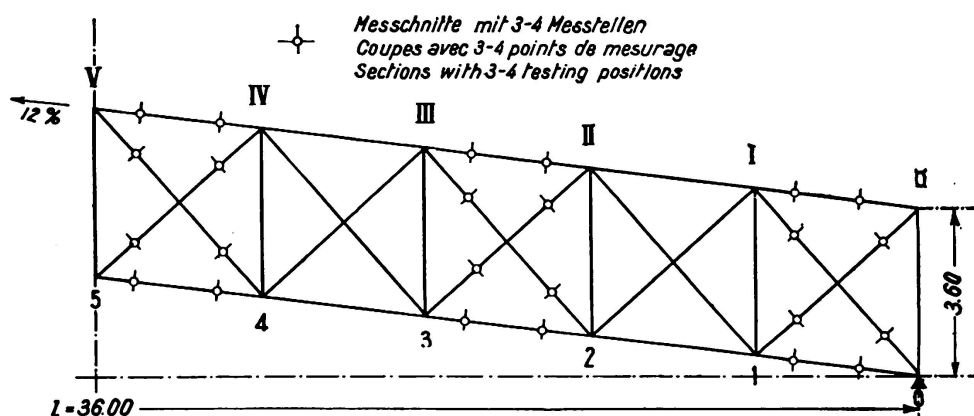 Messchnitte mit 3-4 Messtellen
Coupes avec 3-4 points de mesurage
Sections with 3-4 testing positions
V
IV
III
II
I
12%
3.60
5
4
3
2
1
0
l = 36.00